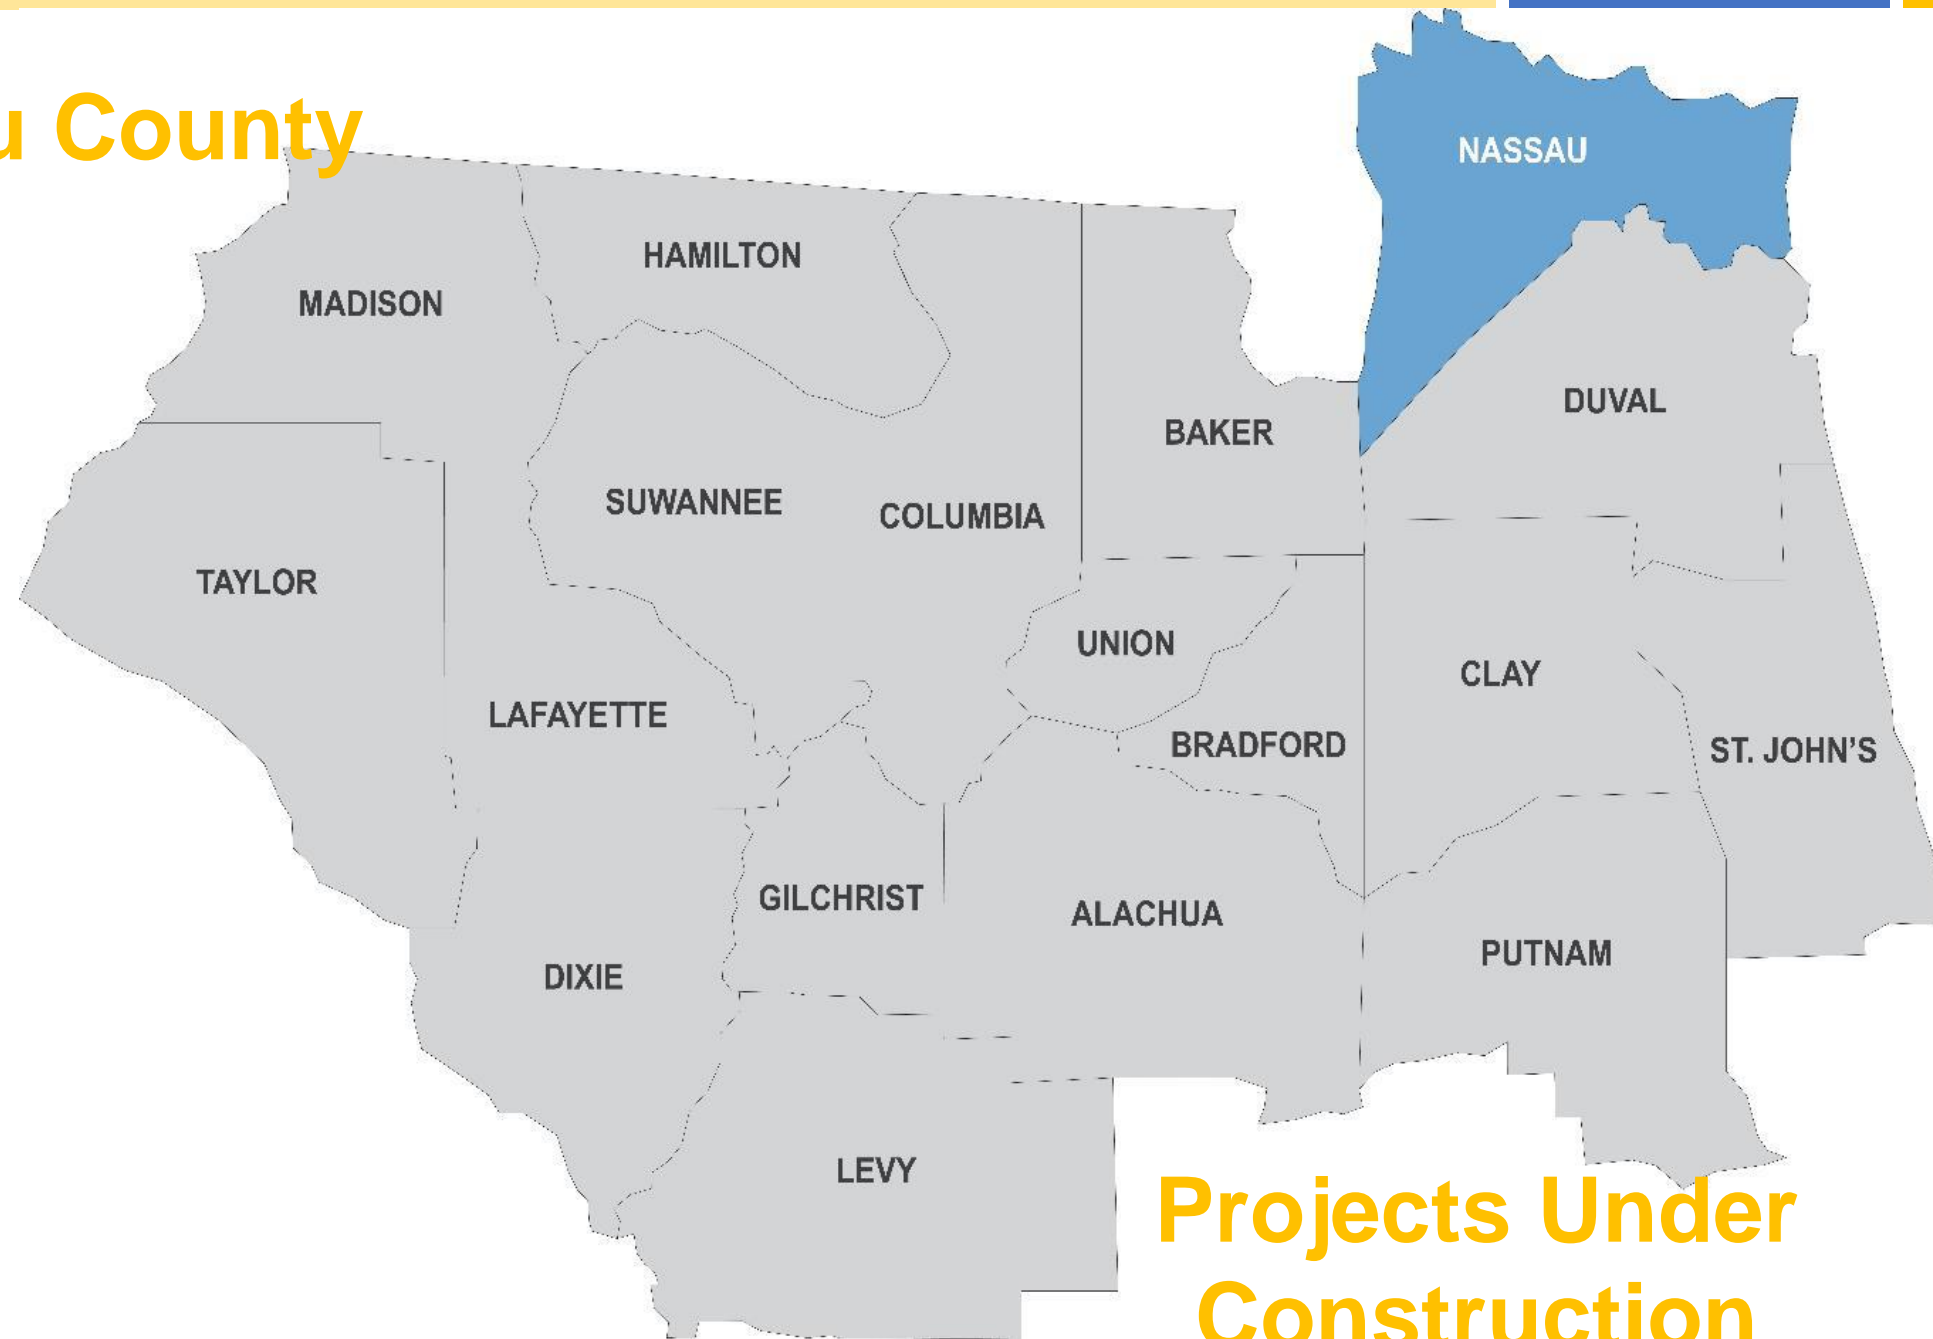 u County
NASSAU
HAMILTON
MADISON
DUVAL
BAKER
SUWANNEE
COLUMBIA
TAYLOR
UNION
CLAY
LAFAYETTE
BRADFORD
ST. JOHN'S
GILCHRIST
ALACHUA
PUTNAM
DIXIE
LEVY
Projects Under
Construction